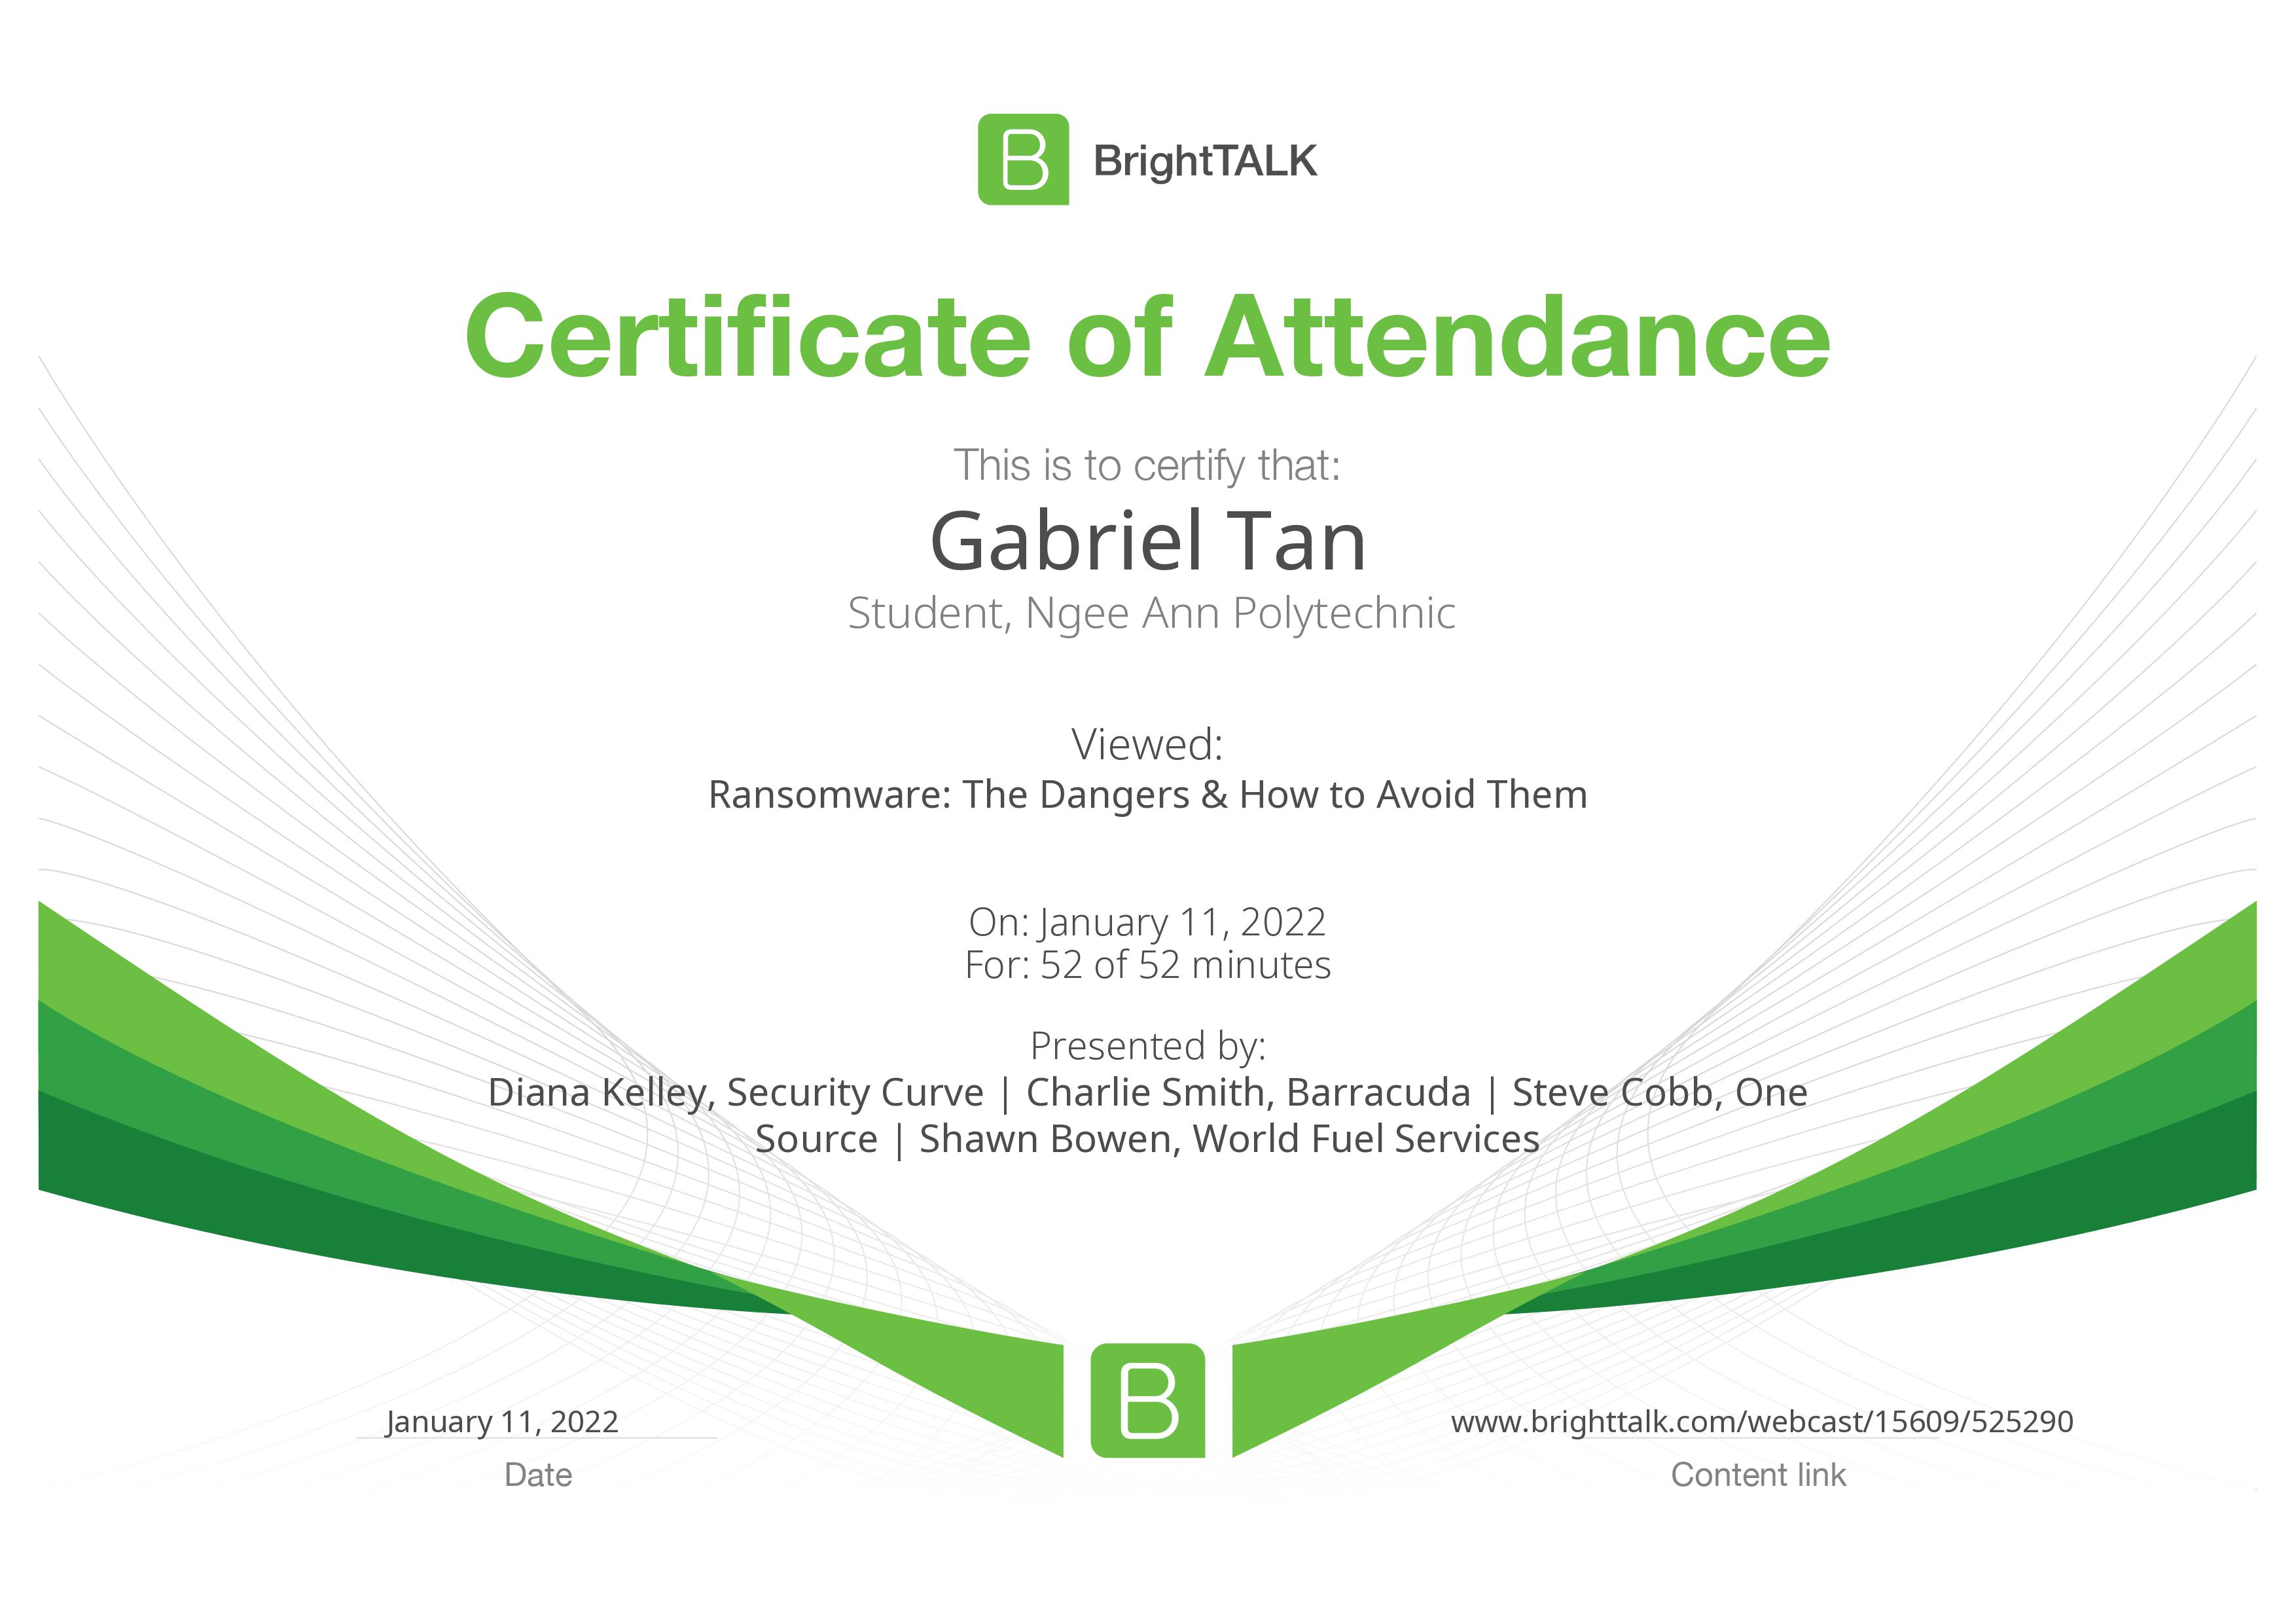 B BrightTALK
Certificate of Attendance
This is to certify that:
Gabriel Tan
Student, Ngee Ann Polytechnic
Viewed:
Ransomware: The Dangers & How to Avoid Them
On: January 11, 2022
For: 52 of 52 minutes
Presented by:
Diana Kelley, Security Curve | Charlie Smith, Barracuda | Steve Cobb, One
Source | Shawn Bowen, World Fuel Services
B
January 11, 2022
Date
www.brighttalk.com/webcast/15609/525290
Content link